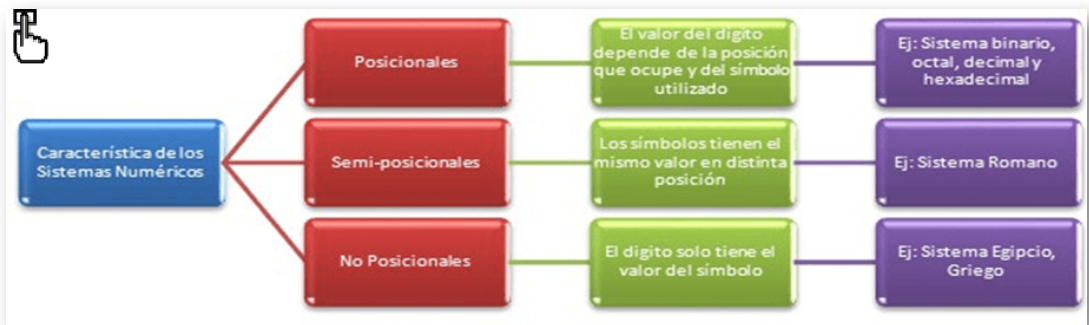 Característica de los
Sistemas Numéricos
Posicionales
El valor del digito
depende de la posición
que ocupe y del símbolo
utilizado
Ej: Sistema binario,
octal, decimal y
hexadecimal
Semi-posicionales
Los símbolos tienen el
mismo valor en distinta
posición
Ej: Sistema Romano
No Posicionales
El digito solo tiene el
valor del símbolo
Ej: Sistema Egipcio,
Griego